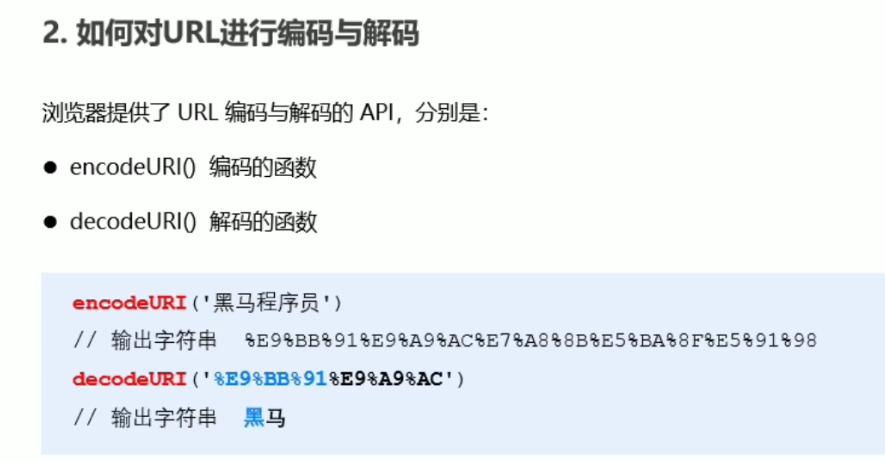 2. 如何对URL进行编码与解码
浏览器提供了 URL 编码与解码的 API，分别是：
● encodeURI() 编码的函数
● decodeURI() 解码的函数
encodeURI('黑马程序员')
// 输出字符串 %E9%BB%91%E9%A9%AC%E7%A8%8B%E5%BA%8F%E5%91%98
decodeURI('%E9%BB%91%E9%A9%AC')
// 输出字符串 黑马